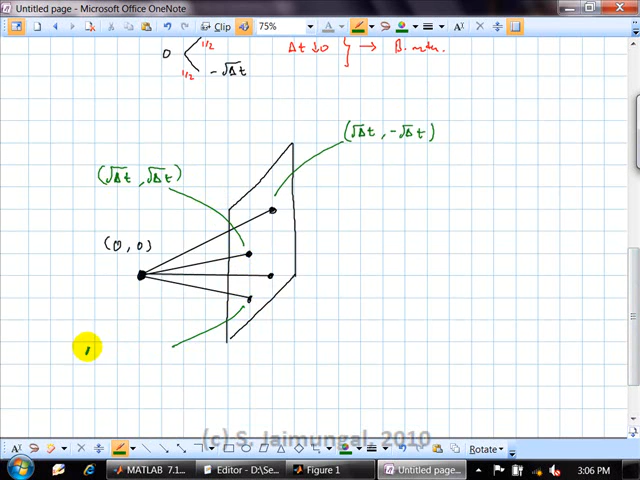 Untitled page - Microsoft Office OneNote
Clip
75%
1/2
0
1/2
-√Δt
Δt ↓ 0
→ B. mtn.
(√Δt, -√Δt)
(√Δt, √Δt)
(0, 0)
(c) S. Jaimungal, 2010
Rotate
MATLAB 7.1...
Editor - D:\Se...
Figure 1
Untitled page - ...
3:06 PM